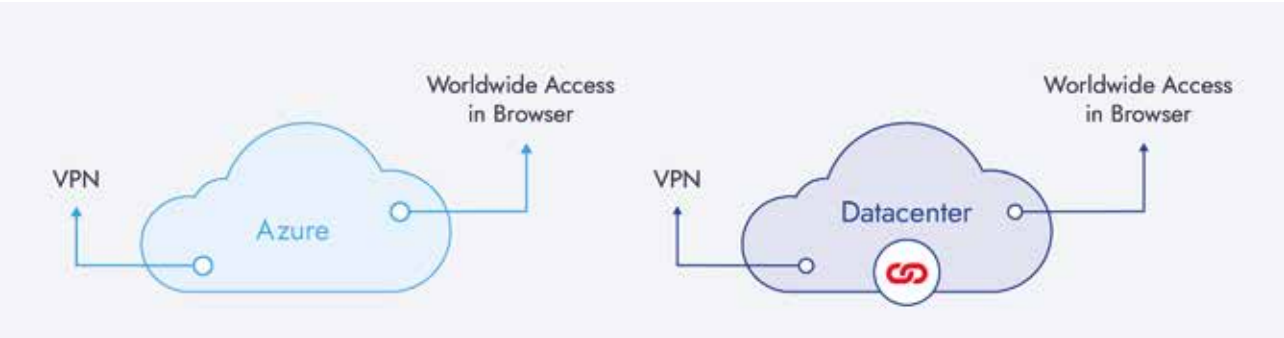 Worldwide Access
in Browser
VPN
Azure
Worldwide Access
in Browser
VPN
Datacenter